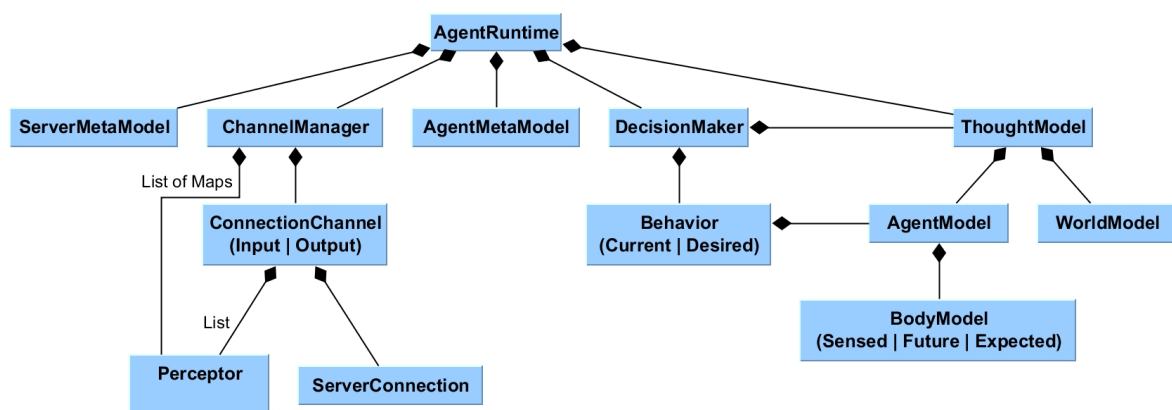 AgentRuntime
ServerMetaModel
ChannelManager
AgentMetaModel
DecisionMaker
ThoughtModel
List of Maps
ConnectionChannel
(Input | Output)
Behavior
(Current | Desired)
AgentModel
WorldModel
List
BodyModel
(Sensed | Future | Expected)
Perceptor
ServerConnection